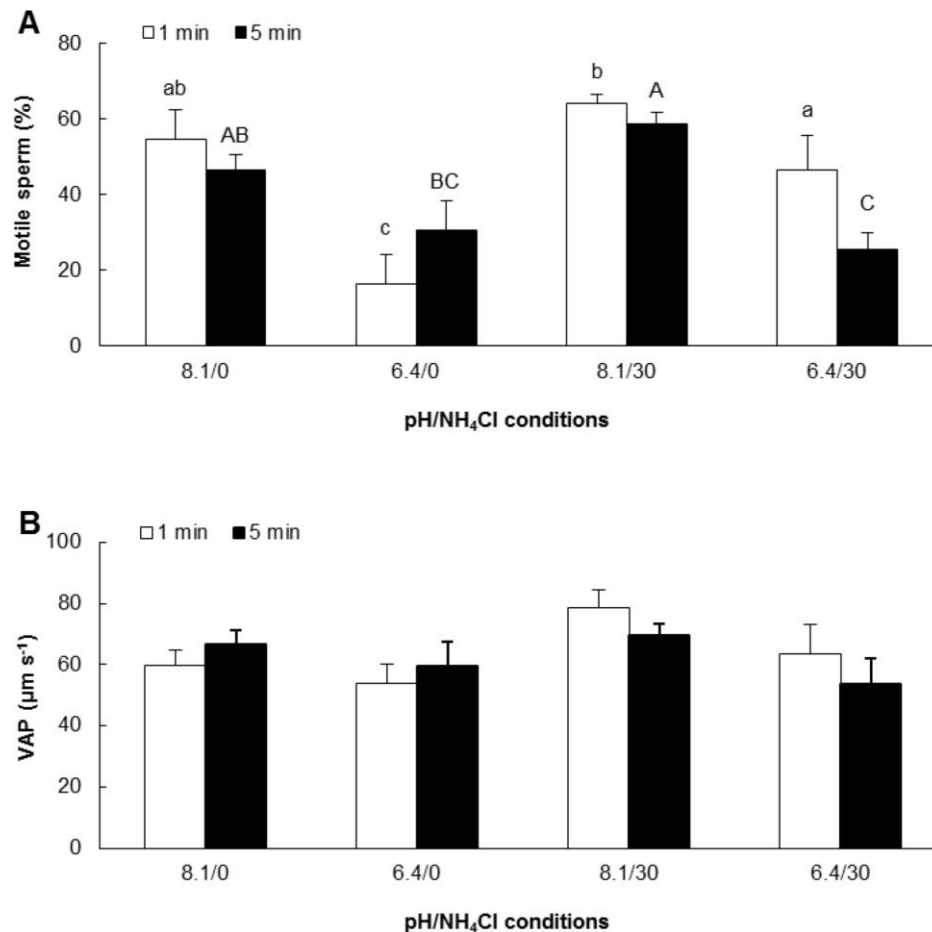 A
1 min 5 min
80
60
40
20
0
Motile sperm (%)
ab
AB
c
BC
b
A
a
C
8.1/0 6.4/0 8.1/30 6.4/30
pH/NH₄Cl conditions
B
1 min 5 min
100
80
60
40
20
0
VAP (µm s⁻¹)
8.1/0 6.4/0 8.1/30 6.4/30
pH/NH₄Cl conditions